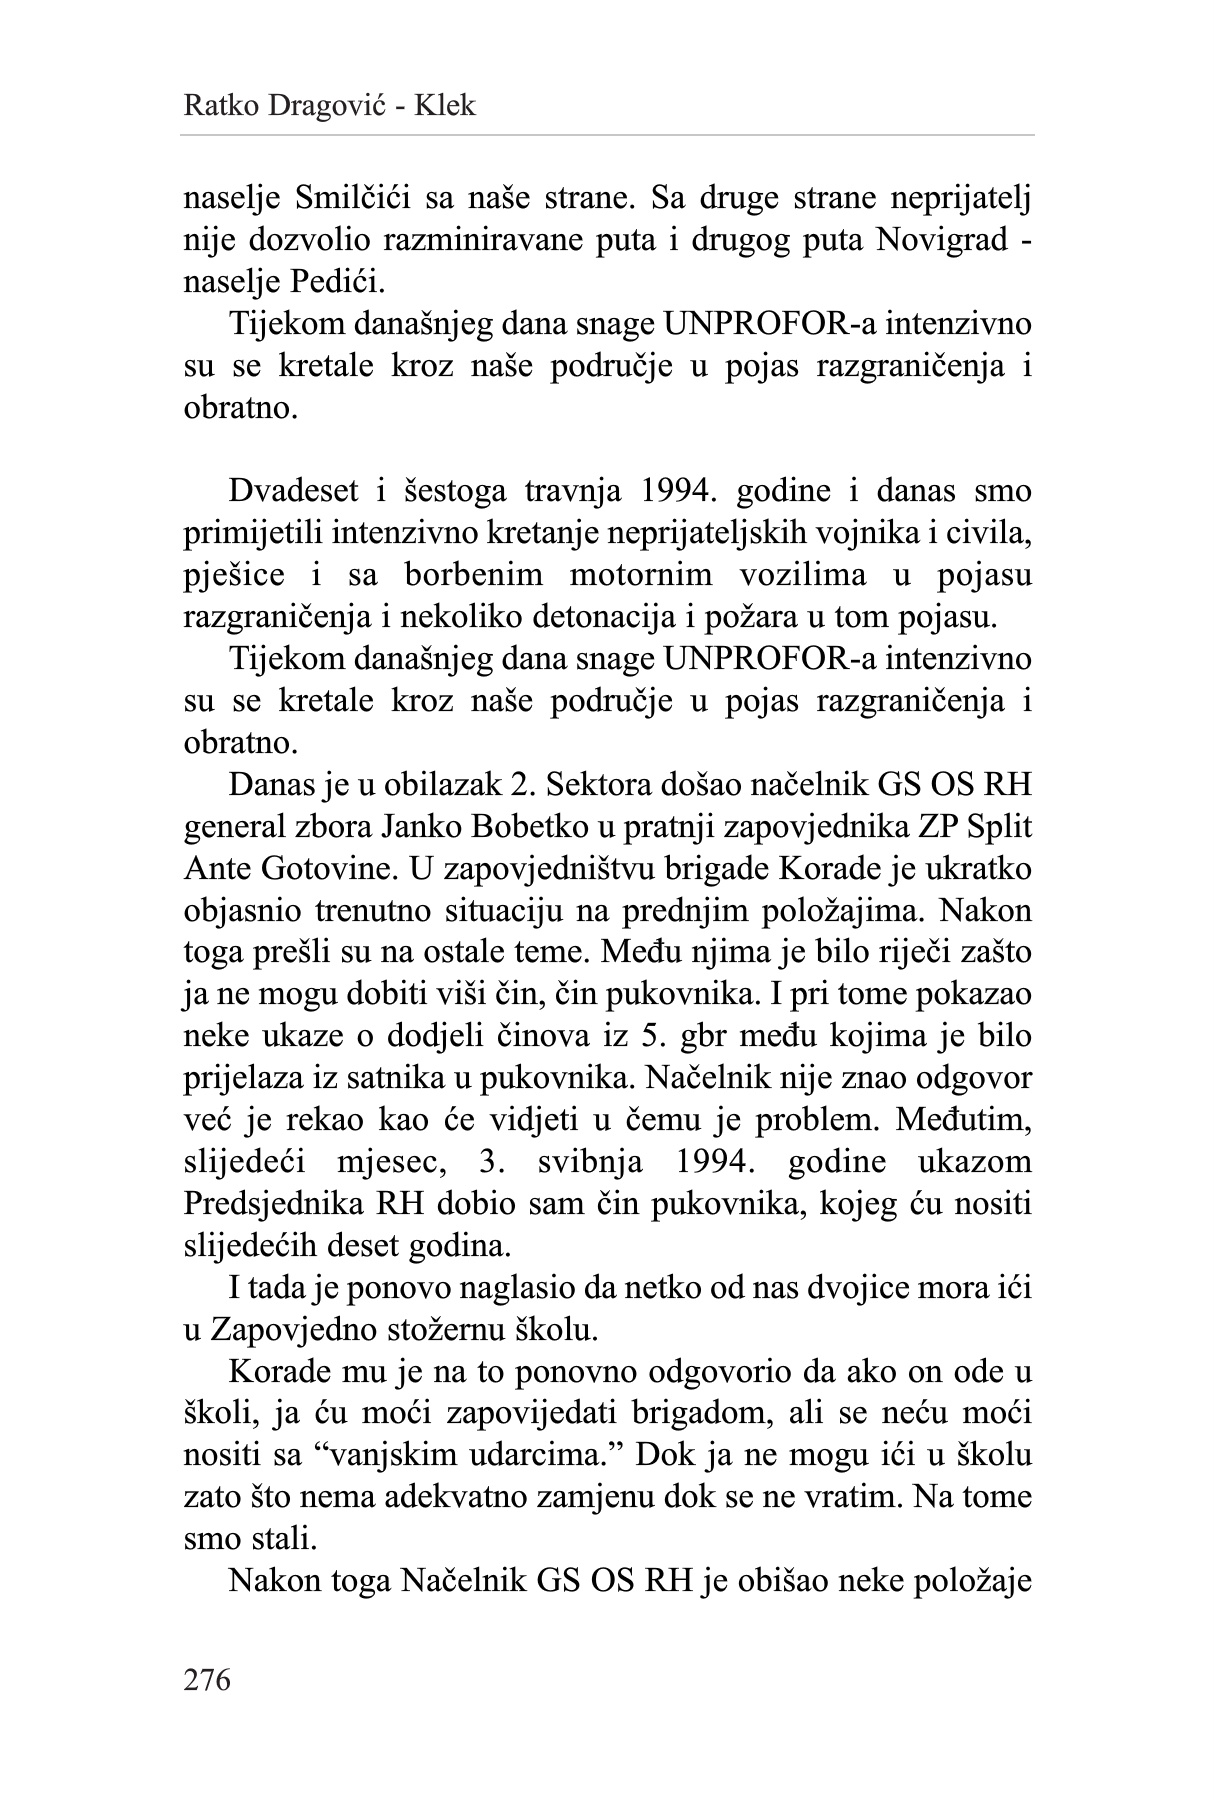 Ratko Dragović - Klek
naselje Smilčići sa naše strane. Sa druge strane neprijatelj
nije dozvolio razminiravane puta i drugog puta Novigrad -
naselje Pedići.
Tijekom današnjeg dana snage UNPROFOR-a intenzivno
su se kretale kroz naše područje u pojas razgraničenja i
obratno.
Dvadeset i šestoga travnja 1994. godine i danas smo
primijetili intenzivno kretanje neprijateljskih vojnika i civila,
pješice i sa borbenim motornim vozilima u pojasu
razgraničenja i nekoliko detonacija i požara u tom pojasu.
Tijekom današnjeg dana snage UNPROFOR-a intenzivno
su se kretale kroz naše područje u pojas razgraničenja i
obratno.
Danas je u obilazak 2. Sektora došao načelnik GS OS RH
general zbora Janko Bobetko u pratnji zapovjednika ZP Split
Ante Gotovine. U zapovjedništvu brigade Korade je ukratko
objasnio trenutno situaciju na prednjim položajima. Nakon
toga prešli su na ostale teme. Među njima je bilo riječi zašto
ja ne mogu dobiti viši čin, čin pukovnika. I pri tome pokazao
neke ukaze o dodjeli činova iz 5. gbr među kojima je bilo
prijelaza iz satnika u pukovnika. Načelnik nije znao odgovor
već je rekao kao će vidjeti u čemu je problem. Međutim,
slijedeći mjesec, 3. svibnja 1994. godine ukazom
Predsjednika RH dobio sam čin pukovnika, kojeg ću nositi
slijedećih deset godina.
I tada je ponovo naglasio da netko od nas dvojice mora ići
u Zapovjedno stožernu školu.
Korade mu je na to ponovno odgovorio da ako on ode u
školi, ja ću moći zapovijedati brigadom, ali se neću moći
nositi sa “vanjskim udarcima.” Dok ja ne mogu ići u školu
zato što nema adekvatno zamjenu dok se ne vratim. Na tome
smo stali.
Nakon toga Načelnik GS OS RH je obišao neke položaje
276